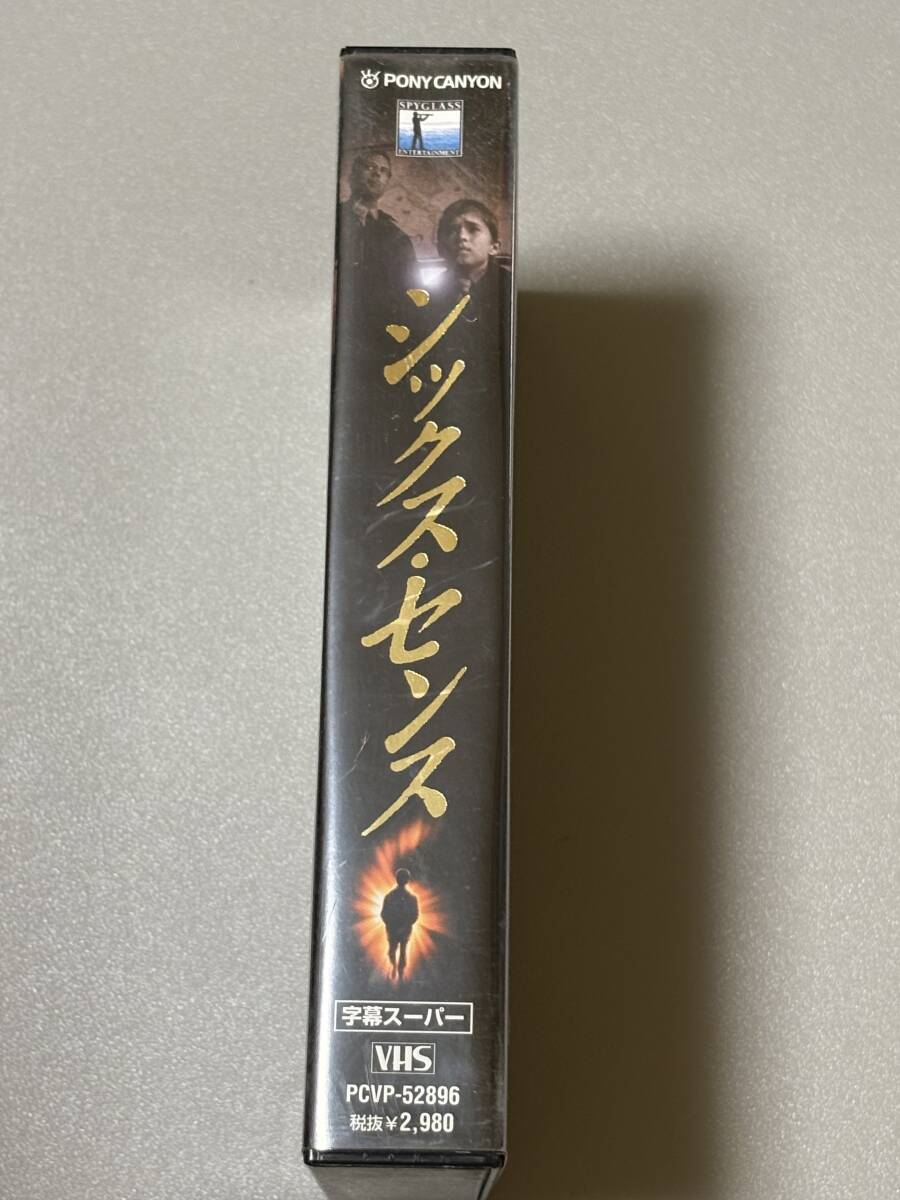 PONY CANYON
SPYGLASS
ENTERTAINMENT
シックス・センス
字幕スーパー
VHS
PCVP-52896
税抜¥2,980